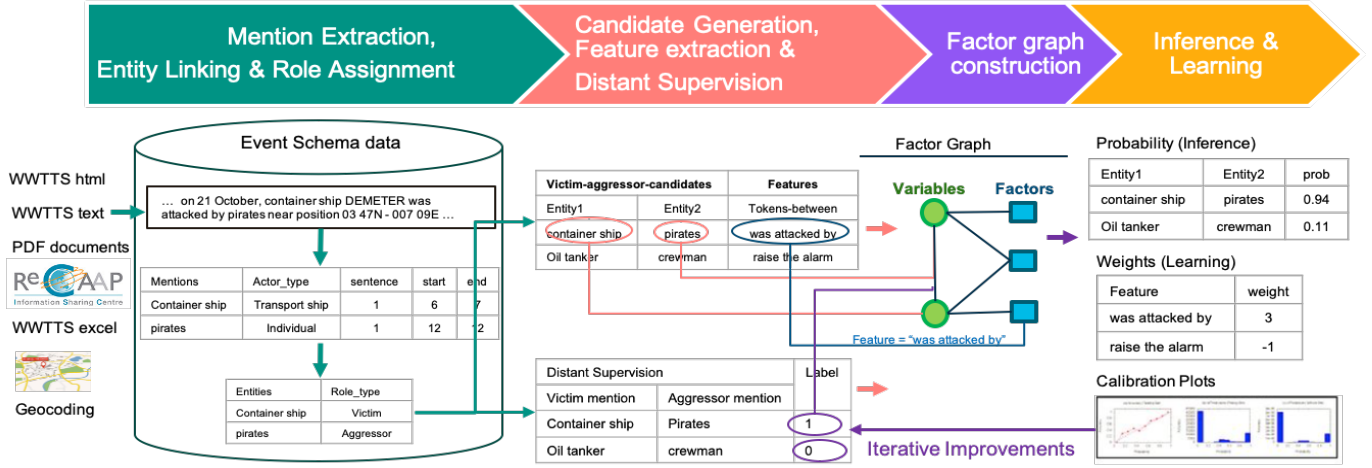 Mention Extraction,
Entity Linking & Role Assignment
Candidate Generation,
Feature extraction &
Distant Supervision
Factor graph
construction
Inference &
Learning
WWTTS html
WWTTS text
PDF documents
ReCAAP
Information Sharing Centre
WWTTS excel
Geocoding
Event Schema data
... on 21 October, container ship DEMETER was
attacked by pirates near position 03 47N - 007 09E ...
Mentions Actor_type sentence start end
Container ship Transport ship 1 6 7
pirates Individual 1 12 12
Entities Role_type
Container ship Victim
pirates Aggressor
Victim-aggressor-candidates Features
Entity1 Entity2 Tokens-between
container ship pirates was attacked by
Oil tanker crewman raise the alarm
Distant Supervision Label
Victim mention Aggressor mention
Container ship Pirates 1
Oil tanker crewman 0
Factor Graph
Variables Factors
Feature = "was attacked by"
Probability (Inference)
Entity1 Entity2 prob
container ship pirates 0.94
Oil tanker crewman 0.11
Weights (Learning)
Feature weight
was attacked by 3
raise the alarm -1
Calibration Plots
Iterative Improvements